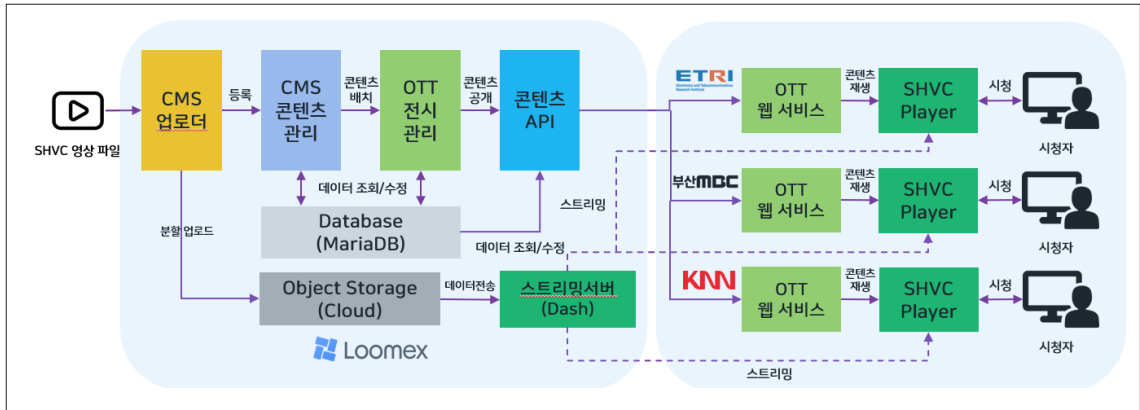 SHVC 영상 파일
CMS
업로더
등록
CMS
콘텐츠
관리
콘텐츠
배치
OTT
전시
관리
콘텐츠
공개
콘텐츠
API
데이터 조회/수정
Database
(MariaDB)
데이터 조회/수정
분할 업로드
Object Storage
(Cloud)
데이터전송
스트리밍서버
(Dash)
Loomex
스트리밍
스트리밍
ETRI
Electronics and Telecommunications
Research Institute
OTT
웹 서비스
콘텐츠
재생
SHVC
Player
시청
시청자
부산MBC
OTT
웹 서비스
콘텐츠
재생
SHVC
Player
시청
시청자
KNN
OTT
웹 서비스
콘텐츠
재생
SHVC
Player
시청
시청자